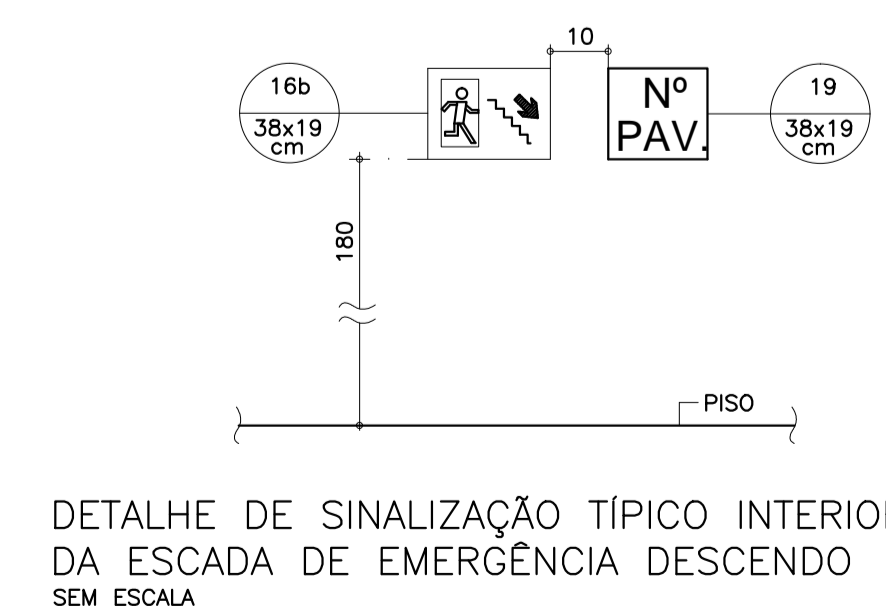 10
16b
38x19
cm
Nº
PAV.
19
38x19
cm
180
PISO
DETALHE DE SINALIZAÇÃO TÍPICO INTERIO
DA ESCADA DE EMERGÊNCIA DESCENDO
SEM ESCALA